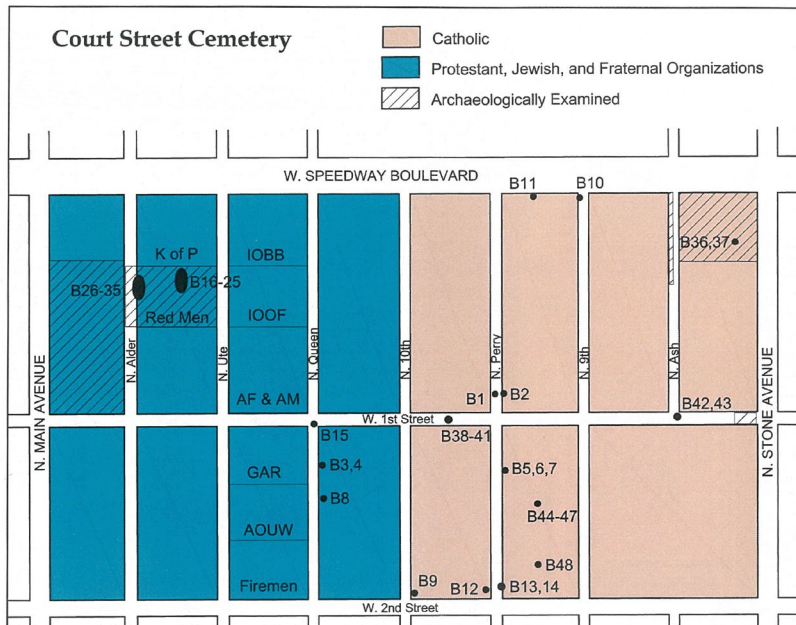 Court Street Cemetery
Catholic
Protestant, Jewish, and Fraternal Organizations
Archaeologically Examined
W. SPEEDWAY BOULEVARD
B11
B10
B36,37
K of P
IOBB
B26-35
B16-25
Red Men
IOOF
N. MAIN AVENUE
N. Alder
N. Ute
N. Queen
N. 10th
N. Perry
N. 9th
N. Ash
N. STONE AVENUE
AF & AM
B1
B2
B42,43
W. 1st Street
B15
B38-41
B3,4
GAR
B5,6,7
B8
B44-47
AOUW
B48
Firemen
B9
B12
B13,14
W. 2nd Street